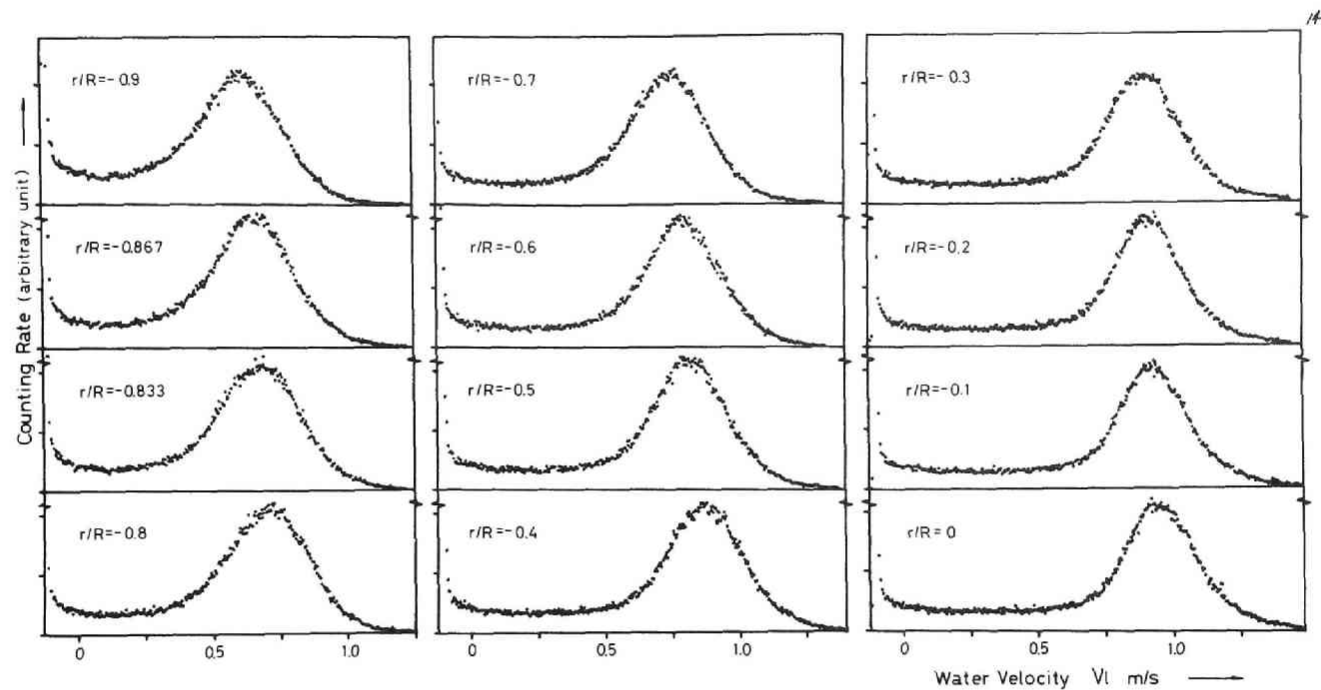 14
r/R=-0.9
r/R=-0.7
r/R=-0.3
r/R=-0.867
r/R=-0.6
r/R=-0.2
r/R=-0.833
r/R=-0.5
r/R=-0.1
r/R=-0.8
r/R=-0.4
r/R= 0
Counting Rate (arbitrary unit)
0 0.5 1.0 0 0.5 1.0 0 0.5 1.0
Water Velocity Vl m/s